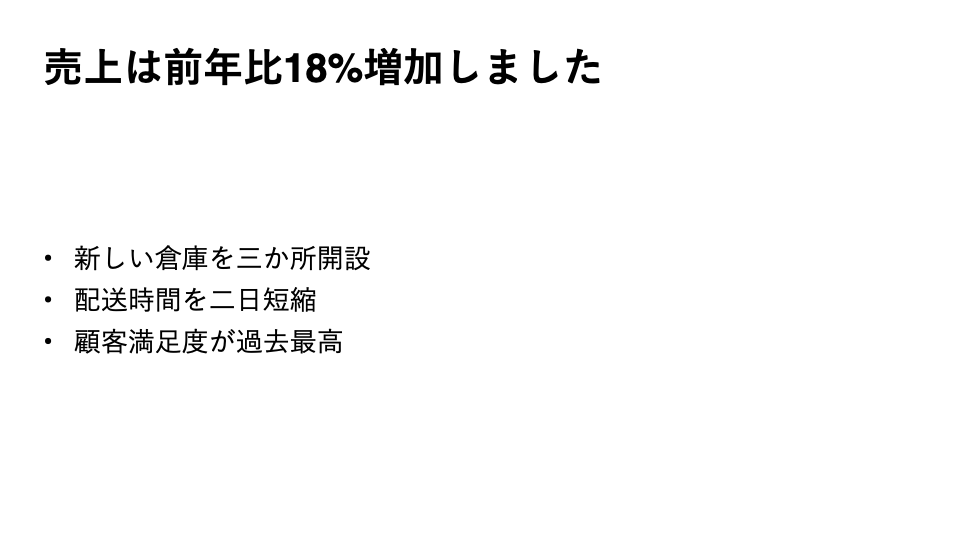 売上は前年比18%増加しました
• 新しい倉庫を三か所開設
• 配送時間を二日短縮
• 顧客満足度が過去最高